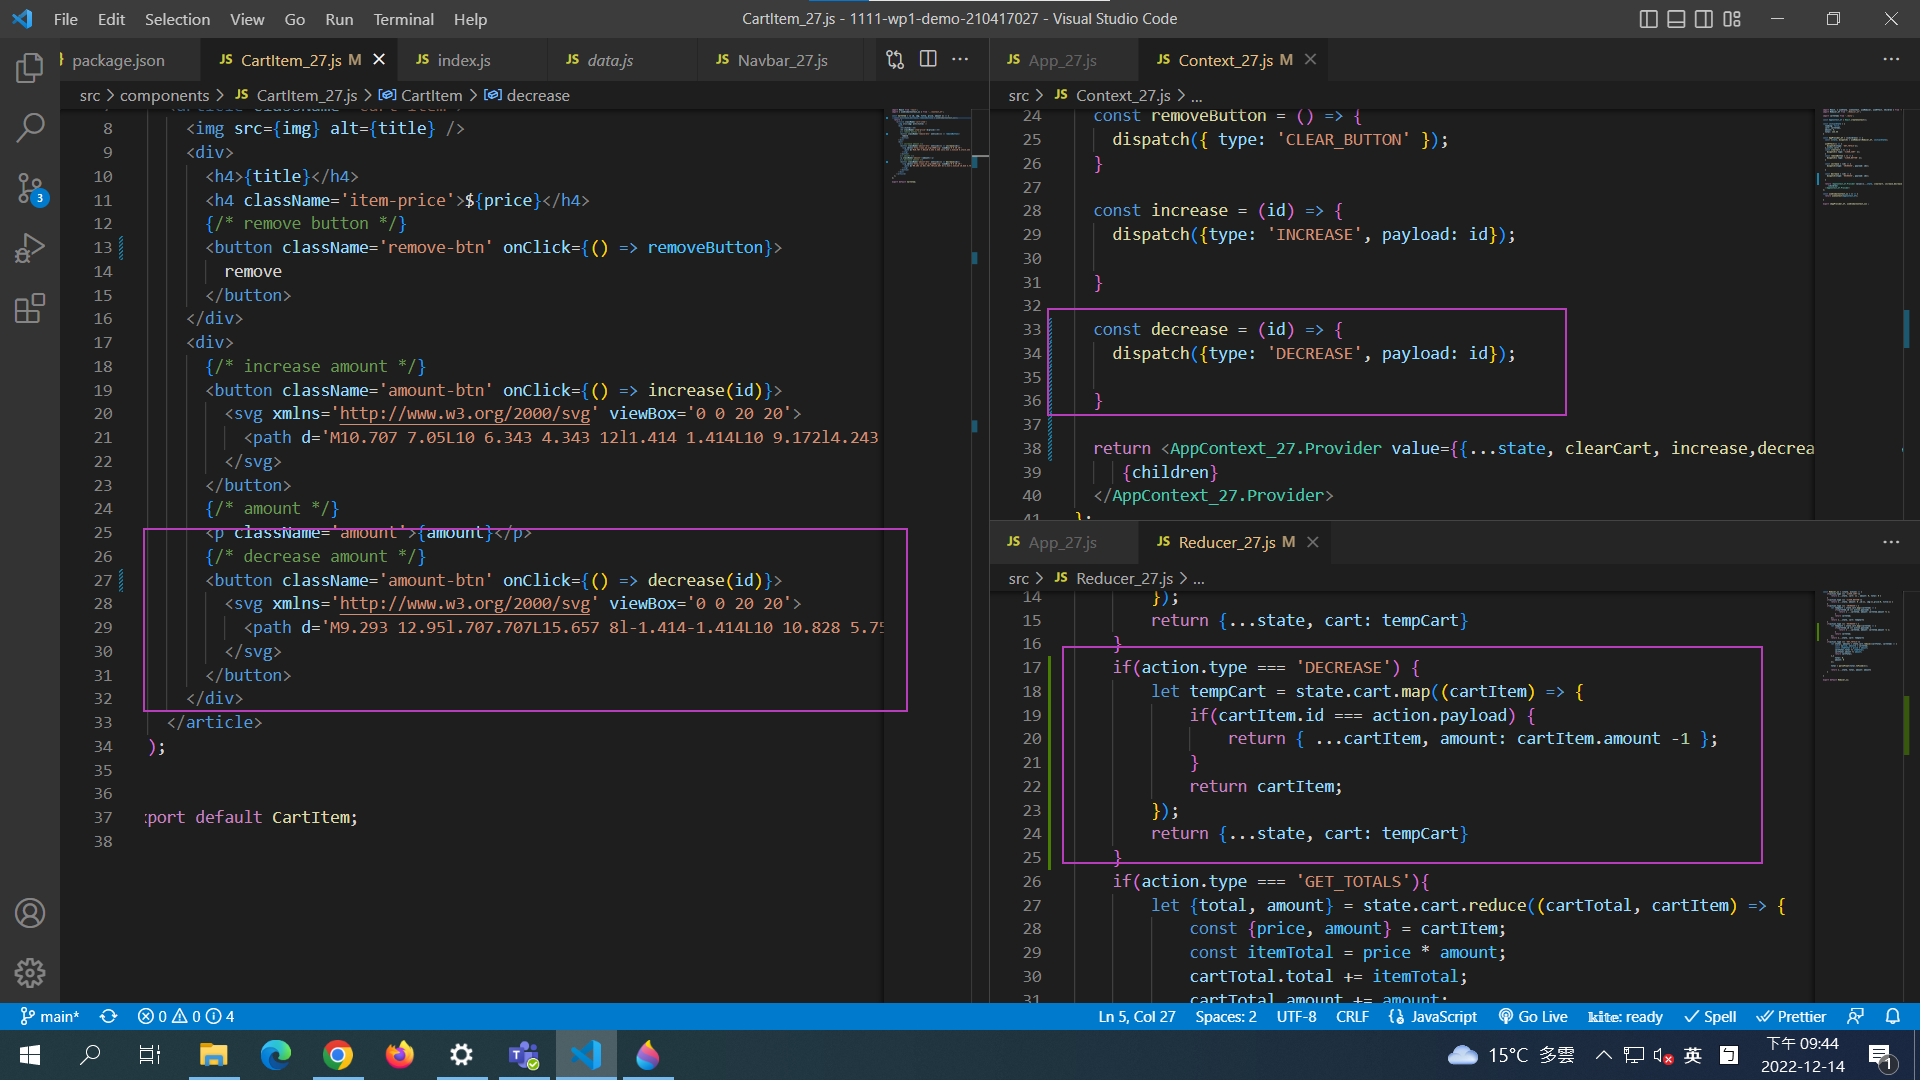 File Edit Selection View Go Run Terminal Help
CartItem_27.js - 1111-wp1-demo-210417027 - Visual Studio Code
package.json
JS CartItem_27.js M
JS index.js
JS data.js
JS Navbar_27.js
src > components > JS CartItem_27.js > CartItem > decrease
8 <img src={img} alt={title} />
9 <div>
10 <h4>{title}</h4>
11 <h4 className='item-price'>${price}</h4>
12 {/* remove button */}
13 <button className='remove-btn' onClick={() => removeButton}>
14 remove
15 </button>
16 </div>
17 <div>
18 {/* increase amount */}
19 <button className='amount-btn' onClick={() => increase(id)}>
20 <svg xmlns='http://www.w3.org/2000/svg' viewBox='0 0 20 20'>
21 <path d='M10.707 7.05L10 6.343 4.343 12l1.414 1.414L10 9.172l4.243
22 </svg>
23 </button>
24 {/* amount */}
25 <p className='amount'>{amount}</p>
26 {/* decrease amount */}
27 <button className='amount-btn' onClick={() => decrease(id)}>
28 <svg xmlns='http://www.w3.org/2000/svg' viewBox='0 0 20 20'>
29 <path d='M9.293 12.95l.707.707L15.657 8l-1.414-1.414L10 10.828 5.75
30 </svg>
31 </button>
32 </div>
33 </article>
34 );
35
36
37 port default CartItem;
38
JS App_27.js
JS Context_27.js M
src > JS Context_27.js > ...
24 const removeButton = () => {
25 dispatch({ type: 'CLEAR_BUTTON' });
26 }
27
28 const increase = (id) => {
29 dispatch({type: 'INCREASE', payload: id});
30
31 }
32
33 const decrease = (id) => {
34 dispatch({type: 'DECREASE', payload: id});
35
36 }
37
38 return <AppContext_27.Provider value={{...state, clearCart, increase,decrea
39 {children}
40 </AppContext_27.Provider>
41 };
JS App_27.js
JS Reducer_27.js M
src > JS Reducer_27.js > ...
14 });
15 return {...state, cart: tempCart}
16 }
17 if(action.type === 'DECREASE') {
18 let tempCart = state.cart.map((cartItem) => {
19 if(cartItem.id === action.payload) {
20 return { ...cartItem, amount: cartItem.amount -1 };
21 }
22 return cartItem;
23 });
24 return {...state, cart: tempCart}
25 }
26 if(action.type === 'GET_TOTALS'){
27 let {total, amount} = state.cart.reduce((cartTotal, cartItem) => {
28 const {price, amount} = cartItem;
29 const itemTotal = price * amount;
30 cartTotal.total += itemTotal;
31 cartTotal.amount += amount;
3
main* 0 0 4
Ln 5, Col 27 Spaces: 2 UTF-8 CRLF JavaScript Go Live kite: ready Spell Prettier
15°C 多雲 英 下午 09:44
2022-12-14
1